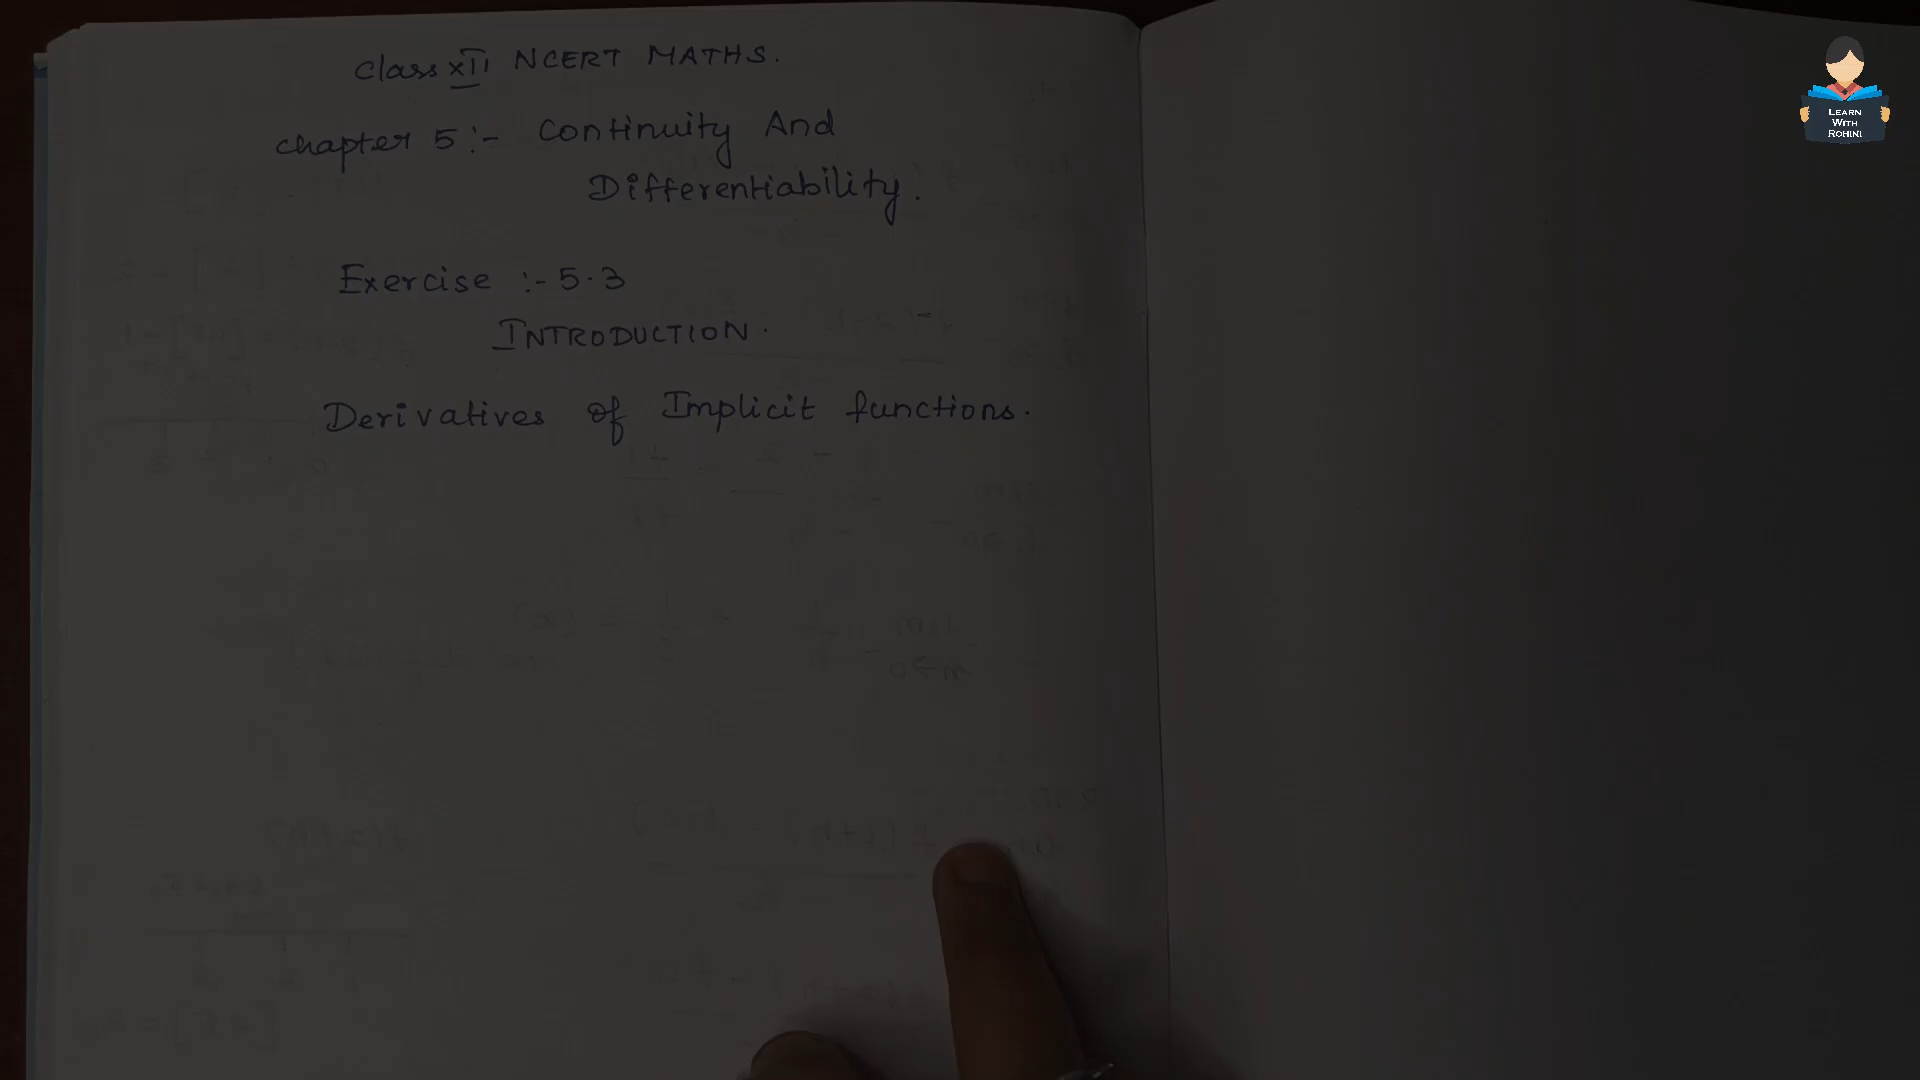 Class XII NCERT MATHS.
Chapter 5:- Continuity And
Differentiability.
Exercise :- 5.3
INTRODUCTION.
Derivatives of Implicit functions.
LEARN
WITH
ROHINI